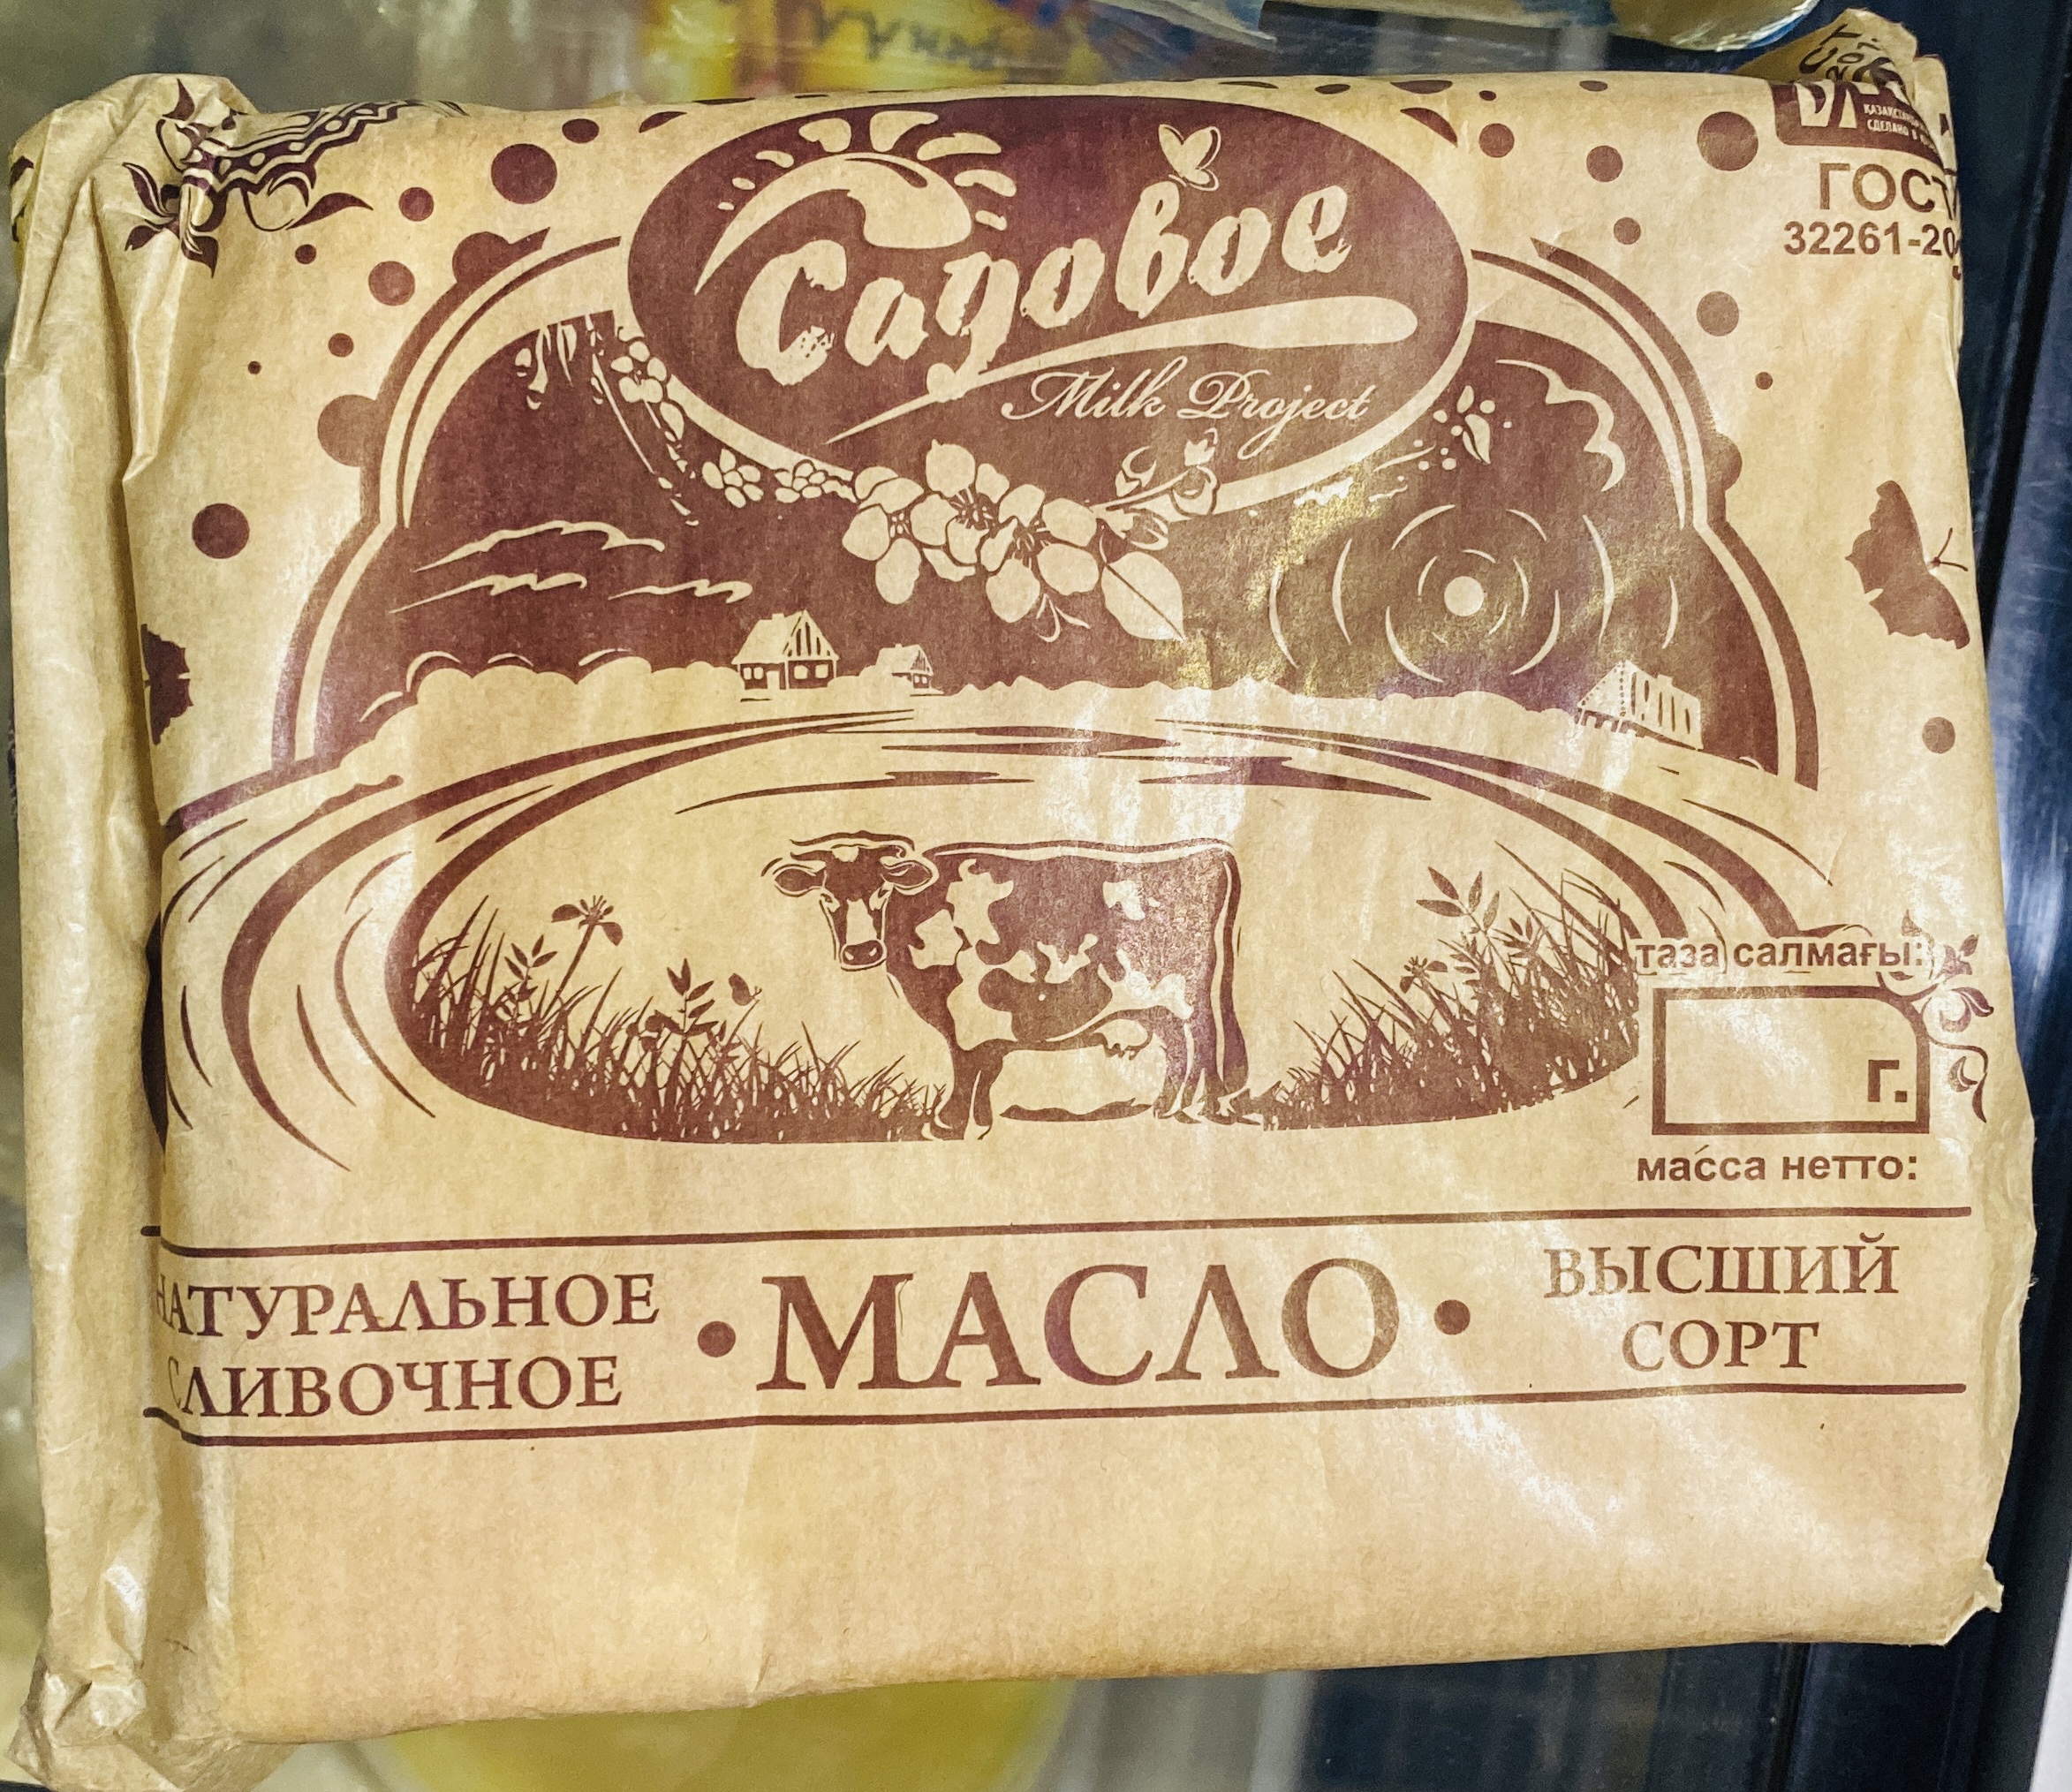 Садовое
Milk Project
ГОСТ
32261-20
таза салмағы:
г.
масса нетто:
НАТУРАЛЬНОЕ
СЛИВОЧНОЕ
• МАСЛО •
ВЫСШИЙ
СОРТ